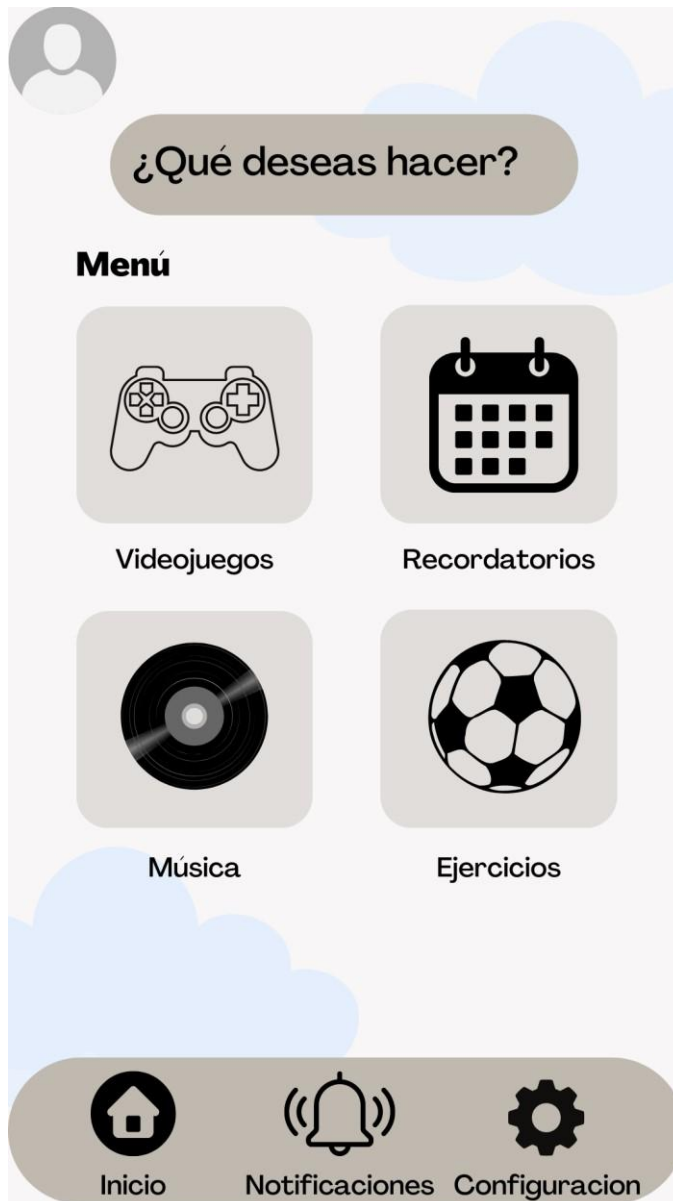 ¿Qué deseas hacer?
Menú
Videojuegos Recordatorios
Música Ejercicios
Inicio Notificaciones Configuracion